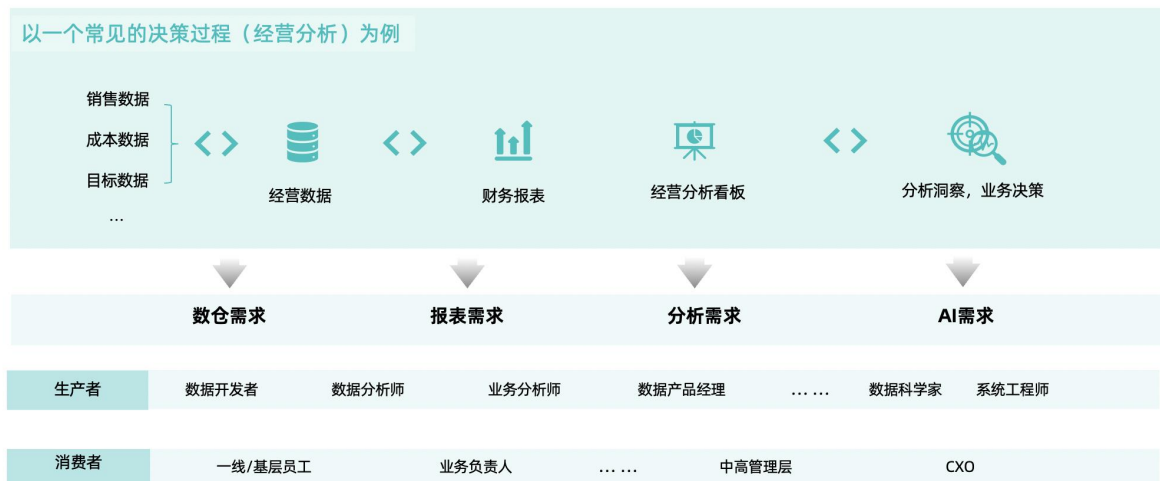 以一个常见的决策过程（经营分析）为例
销售数据
成本数据
目标数据
...
经营数据
财务报表
经营分析看板
分析洞察，业务决策
数仓需求 报表需求 分析需求 AI需求
生产者 数据开发者 数据分析师 业务分析师 数据产品经理 ... ... 数据科学家 系统工程师
消费者 一线/基层员工 业务负责人 ... ... 中高管理层 CXO